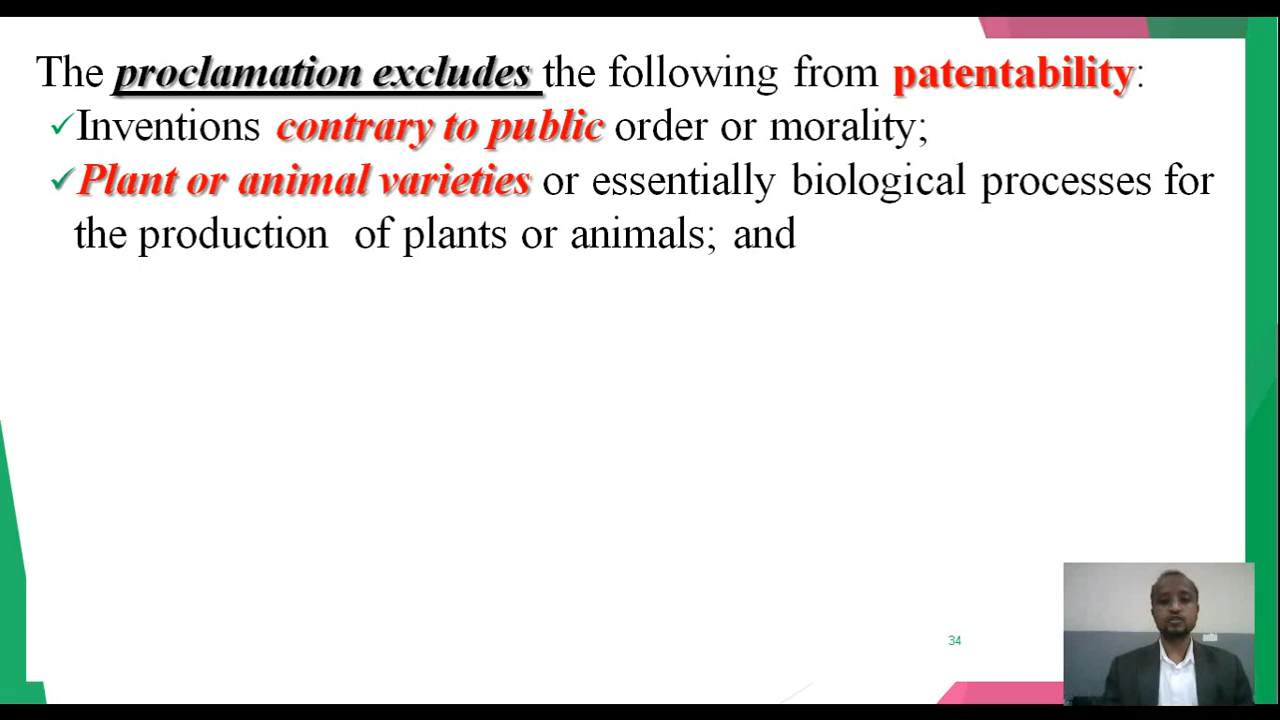 The proclamation excludes the following from patentability:
✓Inventions contrary to public order or morality;
✓Plant or animal varieties or essentially biological processes for
the production of plants or animals; and
34